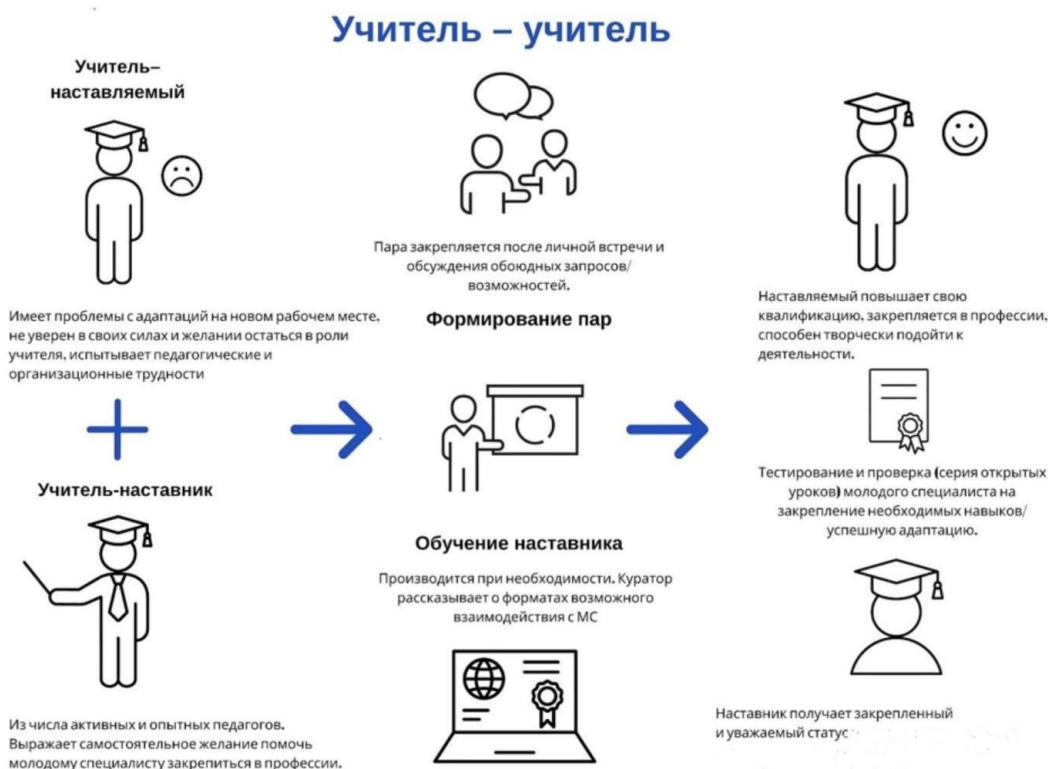 Учитель – учитель
Учитель–
наставляемый
Имеет проблемы с адаптаций на новом рабочем месте,
не уверен в своих силах и желании остаться в роли
учителя, испытывает педагогические и
организационные трудности
Учитель-наставник
Из числа активных и опытных педагогов.
Выражает самостоятельное желание помочь
молодому специалисту закрепиться в профессии.
Пара закрепляется после личной встречи и
обсуждения обоюдных запросов/
возможностей.
Формирование пар
Обучение наставника
Производится при необходимости. Куратор
рассказывает о форматах возможного
взаимодействия с МС
Наставляемый повышает свою
квалификацию, закрепляется в профессии,
способен творчески подойти к
деятельности.
Тестирование и проверка (серия открытых
уроков) молодого специалиста на
закрепление необходимых навыков/
успешную адаптацию.
Наставник получает закрепленный
и уважаемый статус